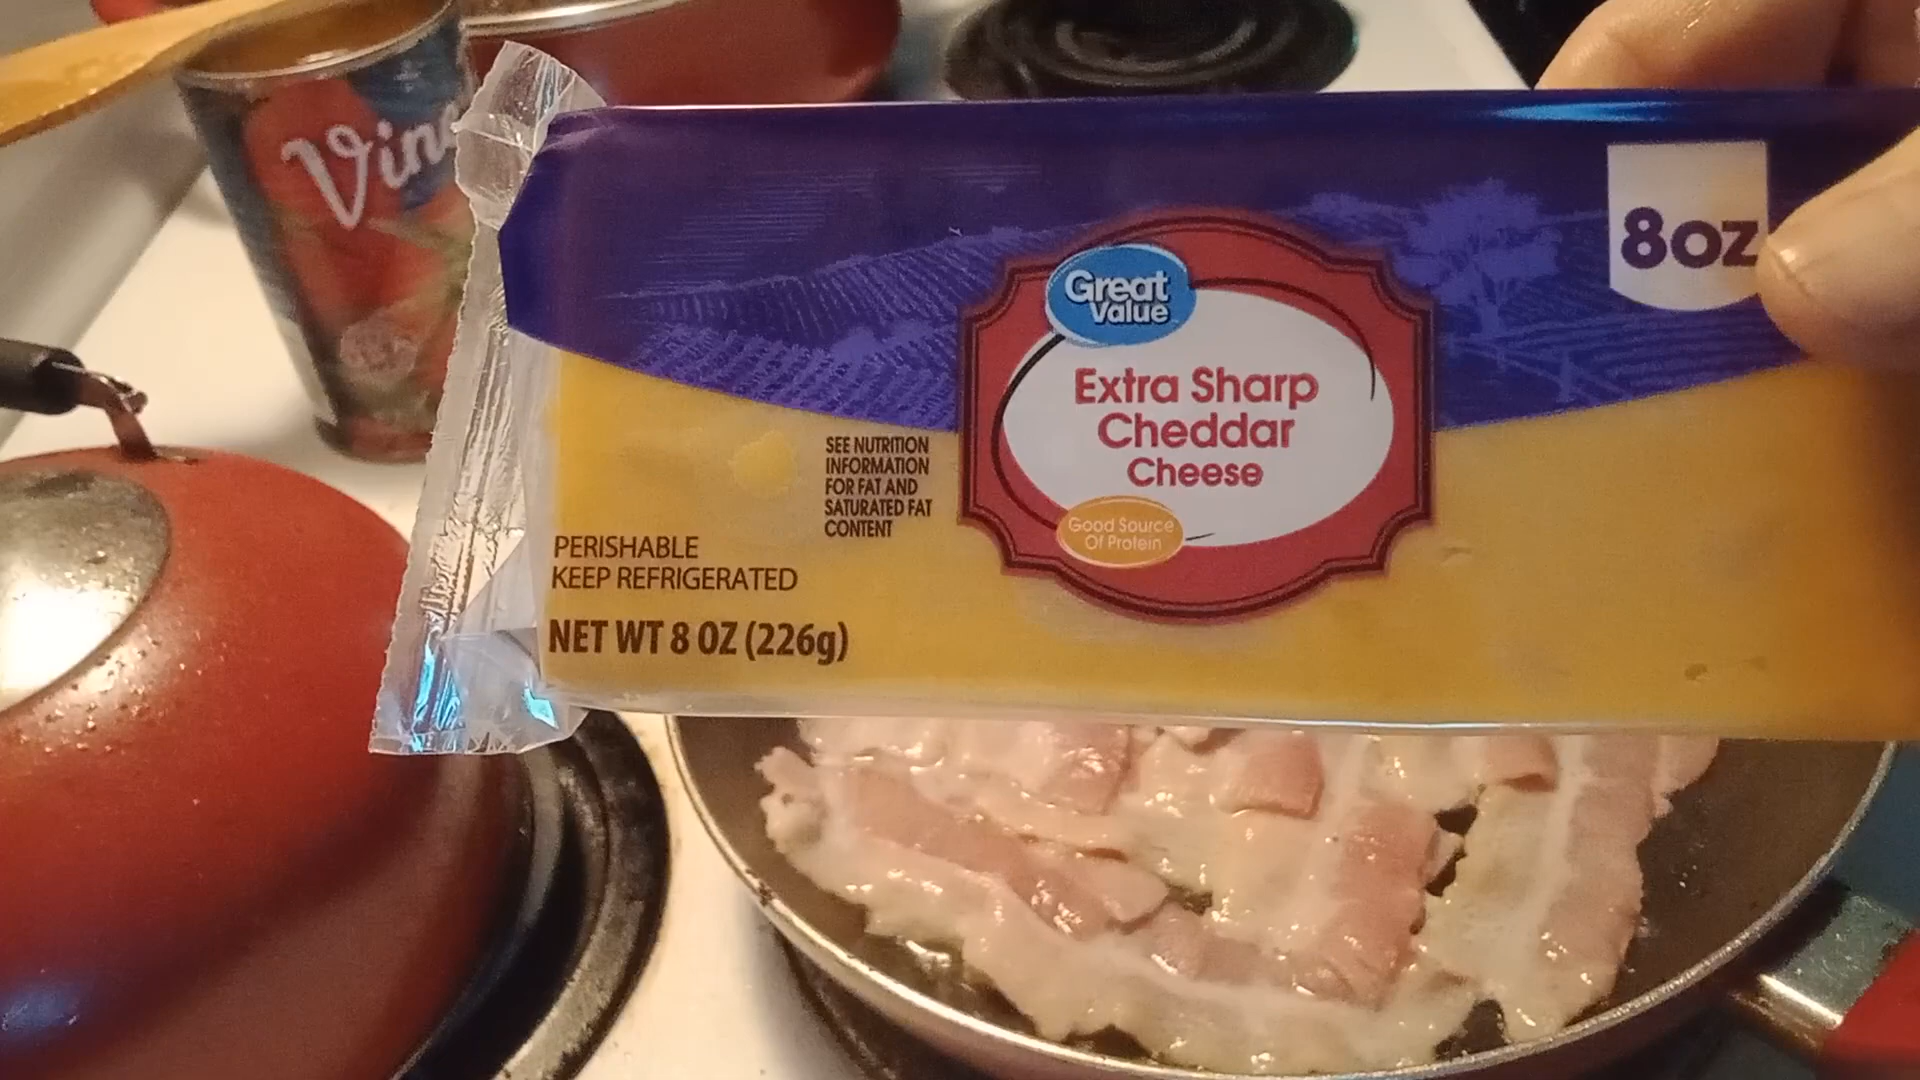 8oz
Great
Value
Extra Sharp
Cheddar
Cheese
Good Source
Of Protein
SEE NUTRITION
INFORMATION
FOR FAT AND
SATURATED FAT
CONTENT
PERISHABLE
KEEP REFRIGERATED
NET WT 8 OZ (226g)